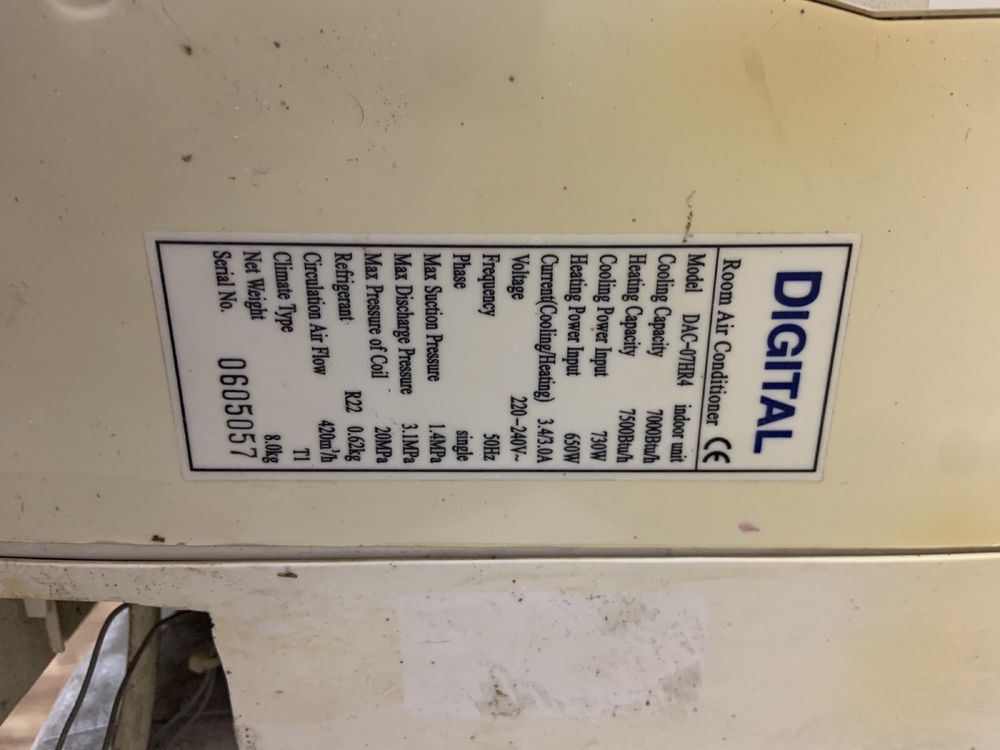 DIGITAL
Room Air Conditioner CE
Model DAC-07HR4 indoor unit
Cooling Capacity 7000Btu/h
Heating Capacity 7500Btu/h
Cooling Power Input 730W
Heating Power Input 650W
Current(Cooling/Heating) 3.4/3.0A
Voltage 220-240V~
Frequency 50Hz
Phase single
Max Suction Pressure 1.4MPa
Max Discharge Pressure 3.1MPa
Max Pressure of Coil 20MPa
Refrigerant R22 0.62kg
Circulation Air Flow 420m³/h
Climate Type T1
Net Weight 8.0kg
Serial No. 0605057